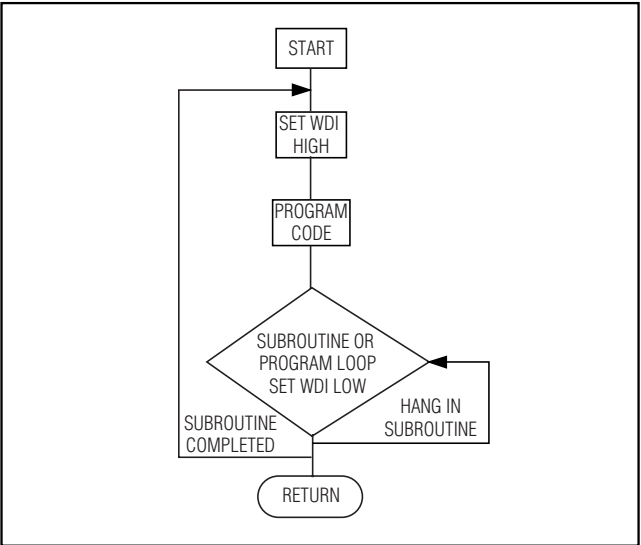 START
SET WDI
HIGH
PROGRAM
CODE
SUBROUTINE OR
PROGRAM LOOP
SET WDI LOW
SUBROUTINE
COMPLETED
HANG IN
SUBROUTINE
RETURN